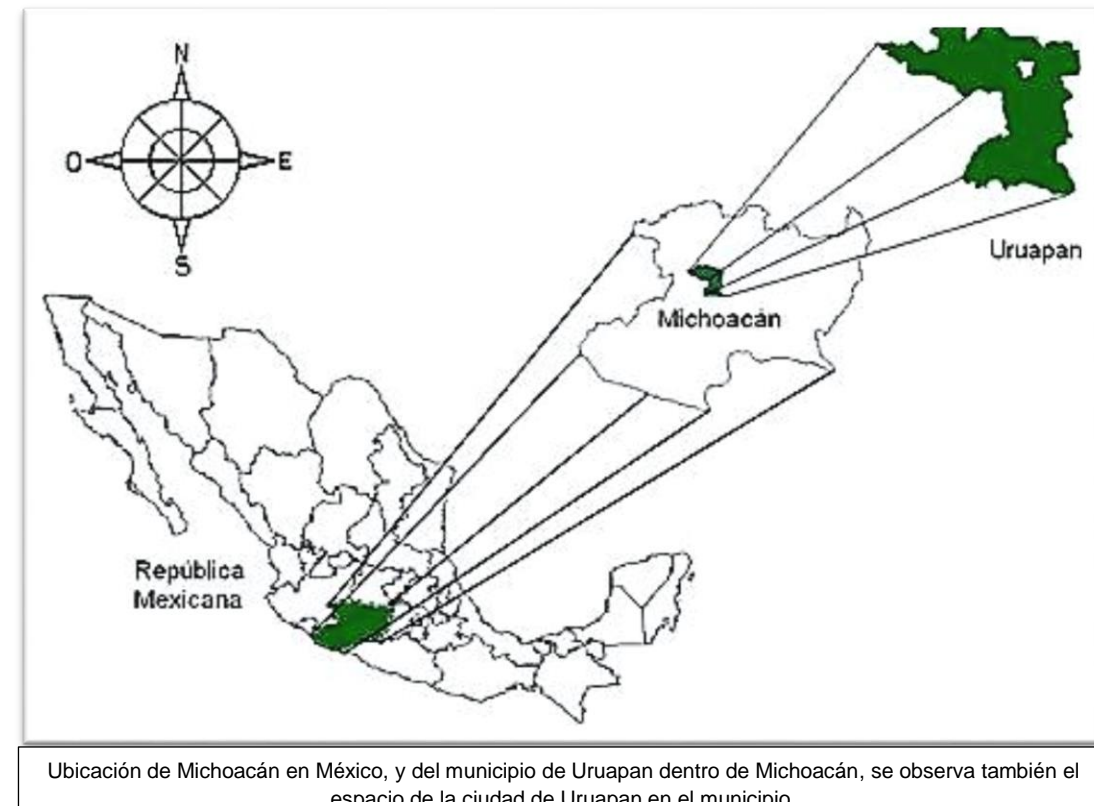 N
O
E
S
Uruapan
Michoacán
República
Mexicana
Ubicación de Michoacán en México, y del municipio de Uruapan dentro de Michoacán, se observa también el
espacio de la ciudad de Uruapan en el municipio